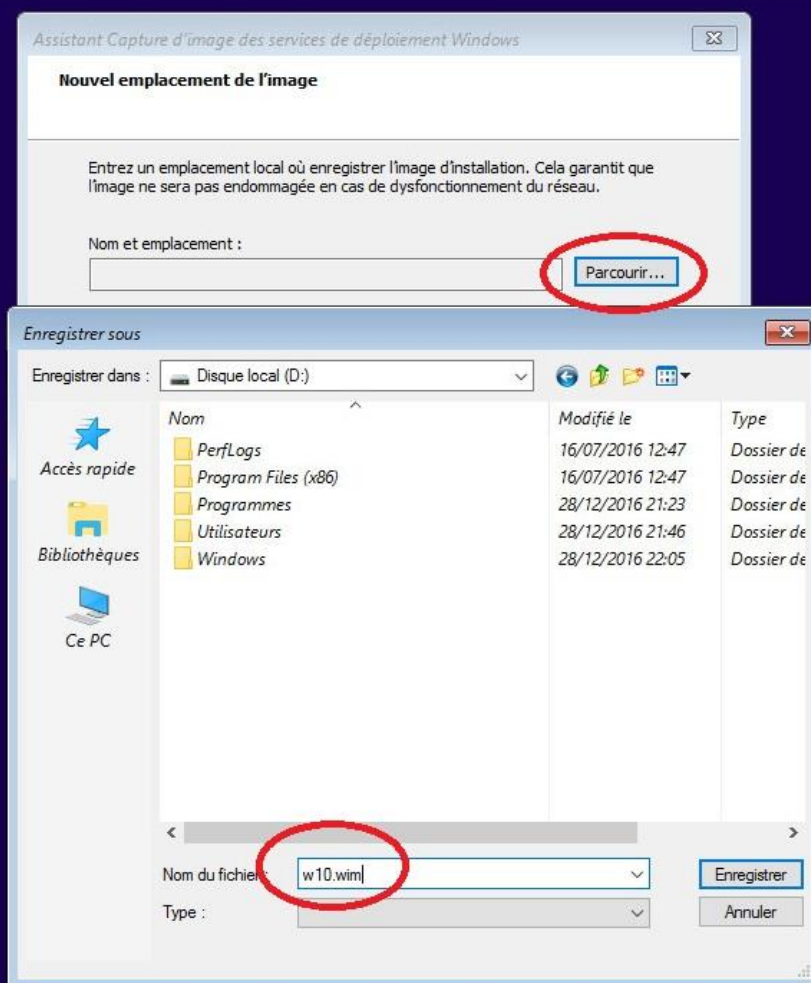 Assistant Capture d'image des services de déploiement Windows
Nouvel emplacement de l'image
Entrez un emplacement local où enregistrer l'image d'installation. Cela garantit que
l'image ne sera pas endommagée en cas de dysfonctionnement du réseau.
Nom et emplacement :
Parcourir...
Enregistrer sous
Enregistrer dans : Disque local (D:)
Nom Modifié le Type
PerfLogs 16/07/2016 12:47 Dossier de
Program Files (x86) 16/07/2016 12:47 Dossier de
Programmes 28/12/2016 21:23 Dossier de
Utilisateurs 28/12/2016 21:46 Dossier de
Windows 28/12/2016 22:05 Dossier de
Accès rapide
Bibliothèques
Ce PC
Nom du fichier : w10.wim Enregistrer
Type : Annuler